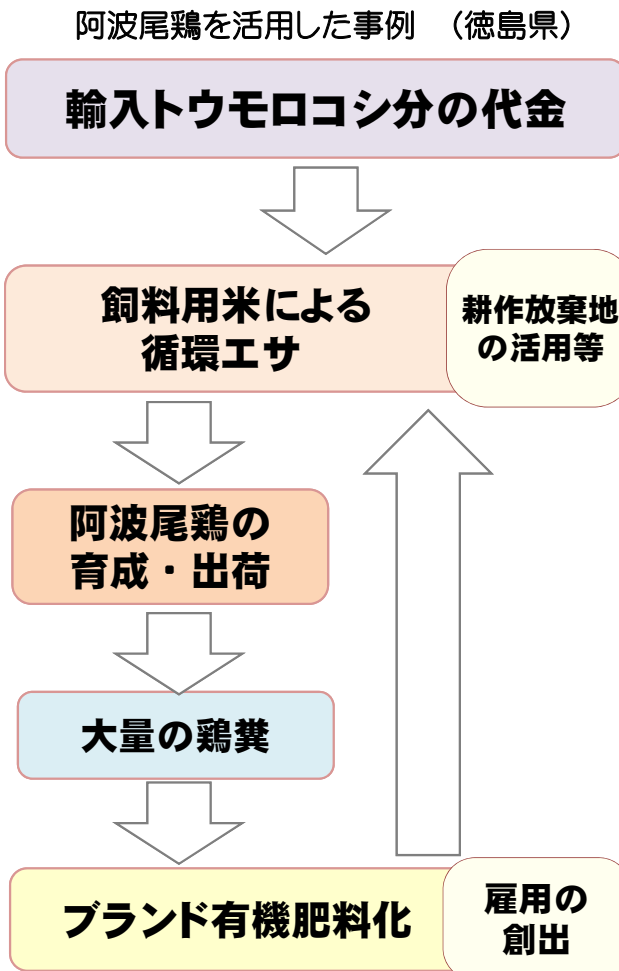 阿波尾鶏を活用した事例　（徳島県）
輸入トウモロコシ分の代金
飼料用米による
循環エサ
耕作放棄地
の活用等
阿波尾鶏の
育成・出荷
大量の鶏糞
ブランド有機肥料化
雇用の
創出